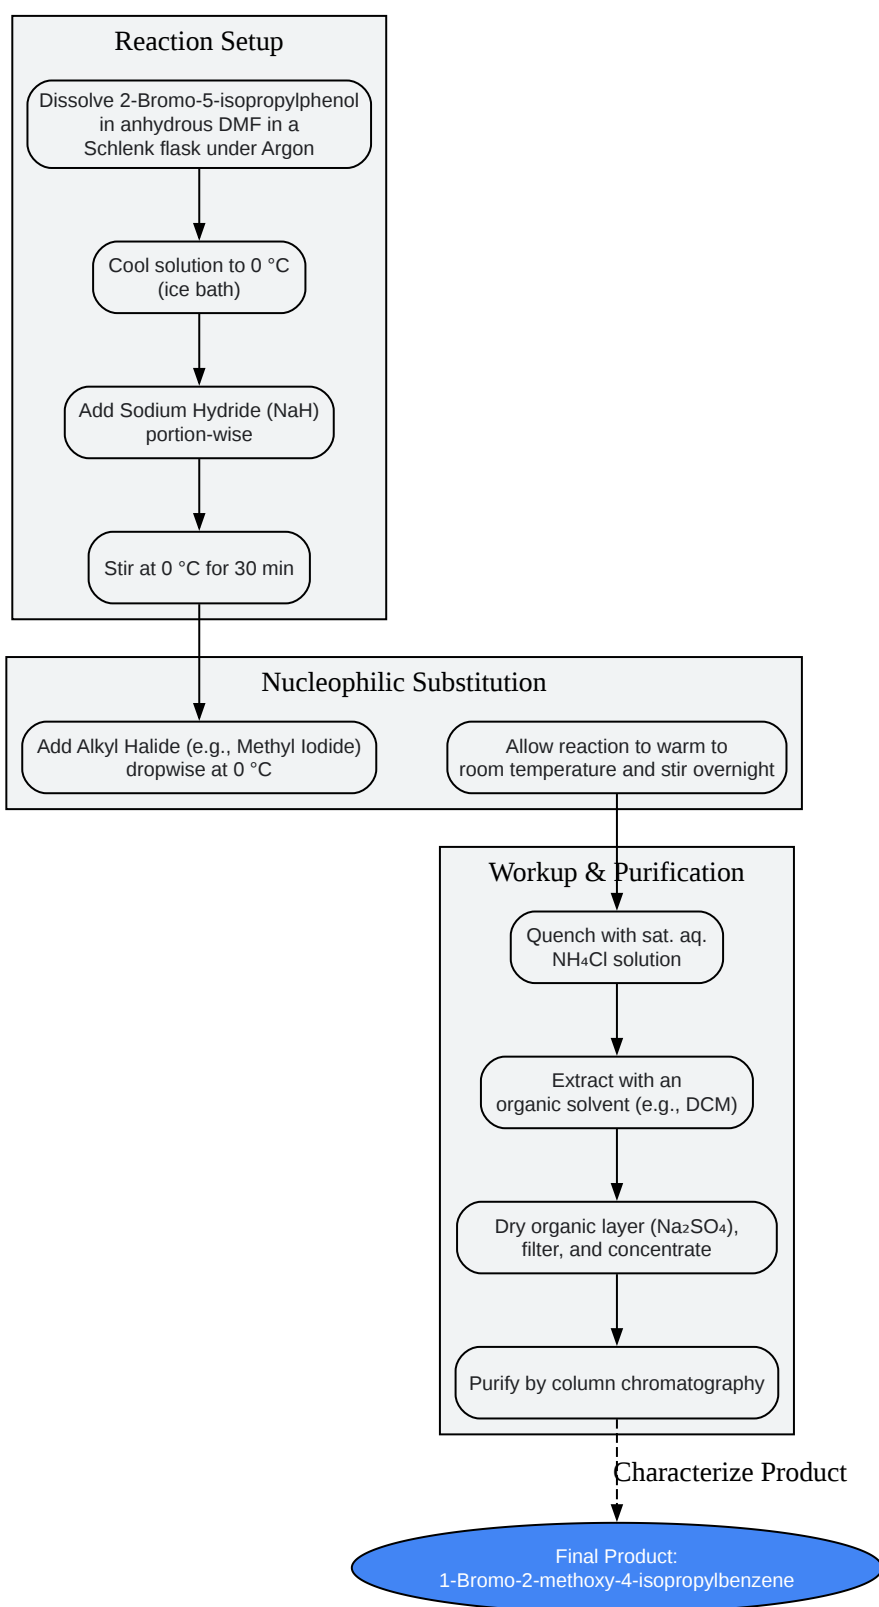 Reaction Setup
Dissolve 2-Bromo-5-isopropylphenol
in anhydrous DMF in a
Schlenk flask under Argon
Cool solution to 0 °C
(ice bath)
Add Sodium Hydride (NaH)
portion-wise
Stir at 0 °C for 30 min
Nucleophilic Substitution
Add Alkyl Halide (e.g., Methyl Iodide)
dropwise at 0 °C
Allow reaction to warm to
room temperature and stir overnight
Workup & Purification
Quench with sat. aq.
NH₄Cl solution
Extract with an
organic solvent (e.g., DCM)
Dry organic layer (Na₂SO₄),
filter, and concentrate
Purify by column chromatography
Characterize Product
Final Product:
1-Bromo-2-methoxy-4-isopropylbenzene